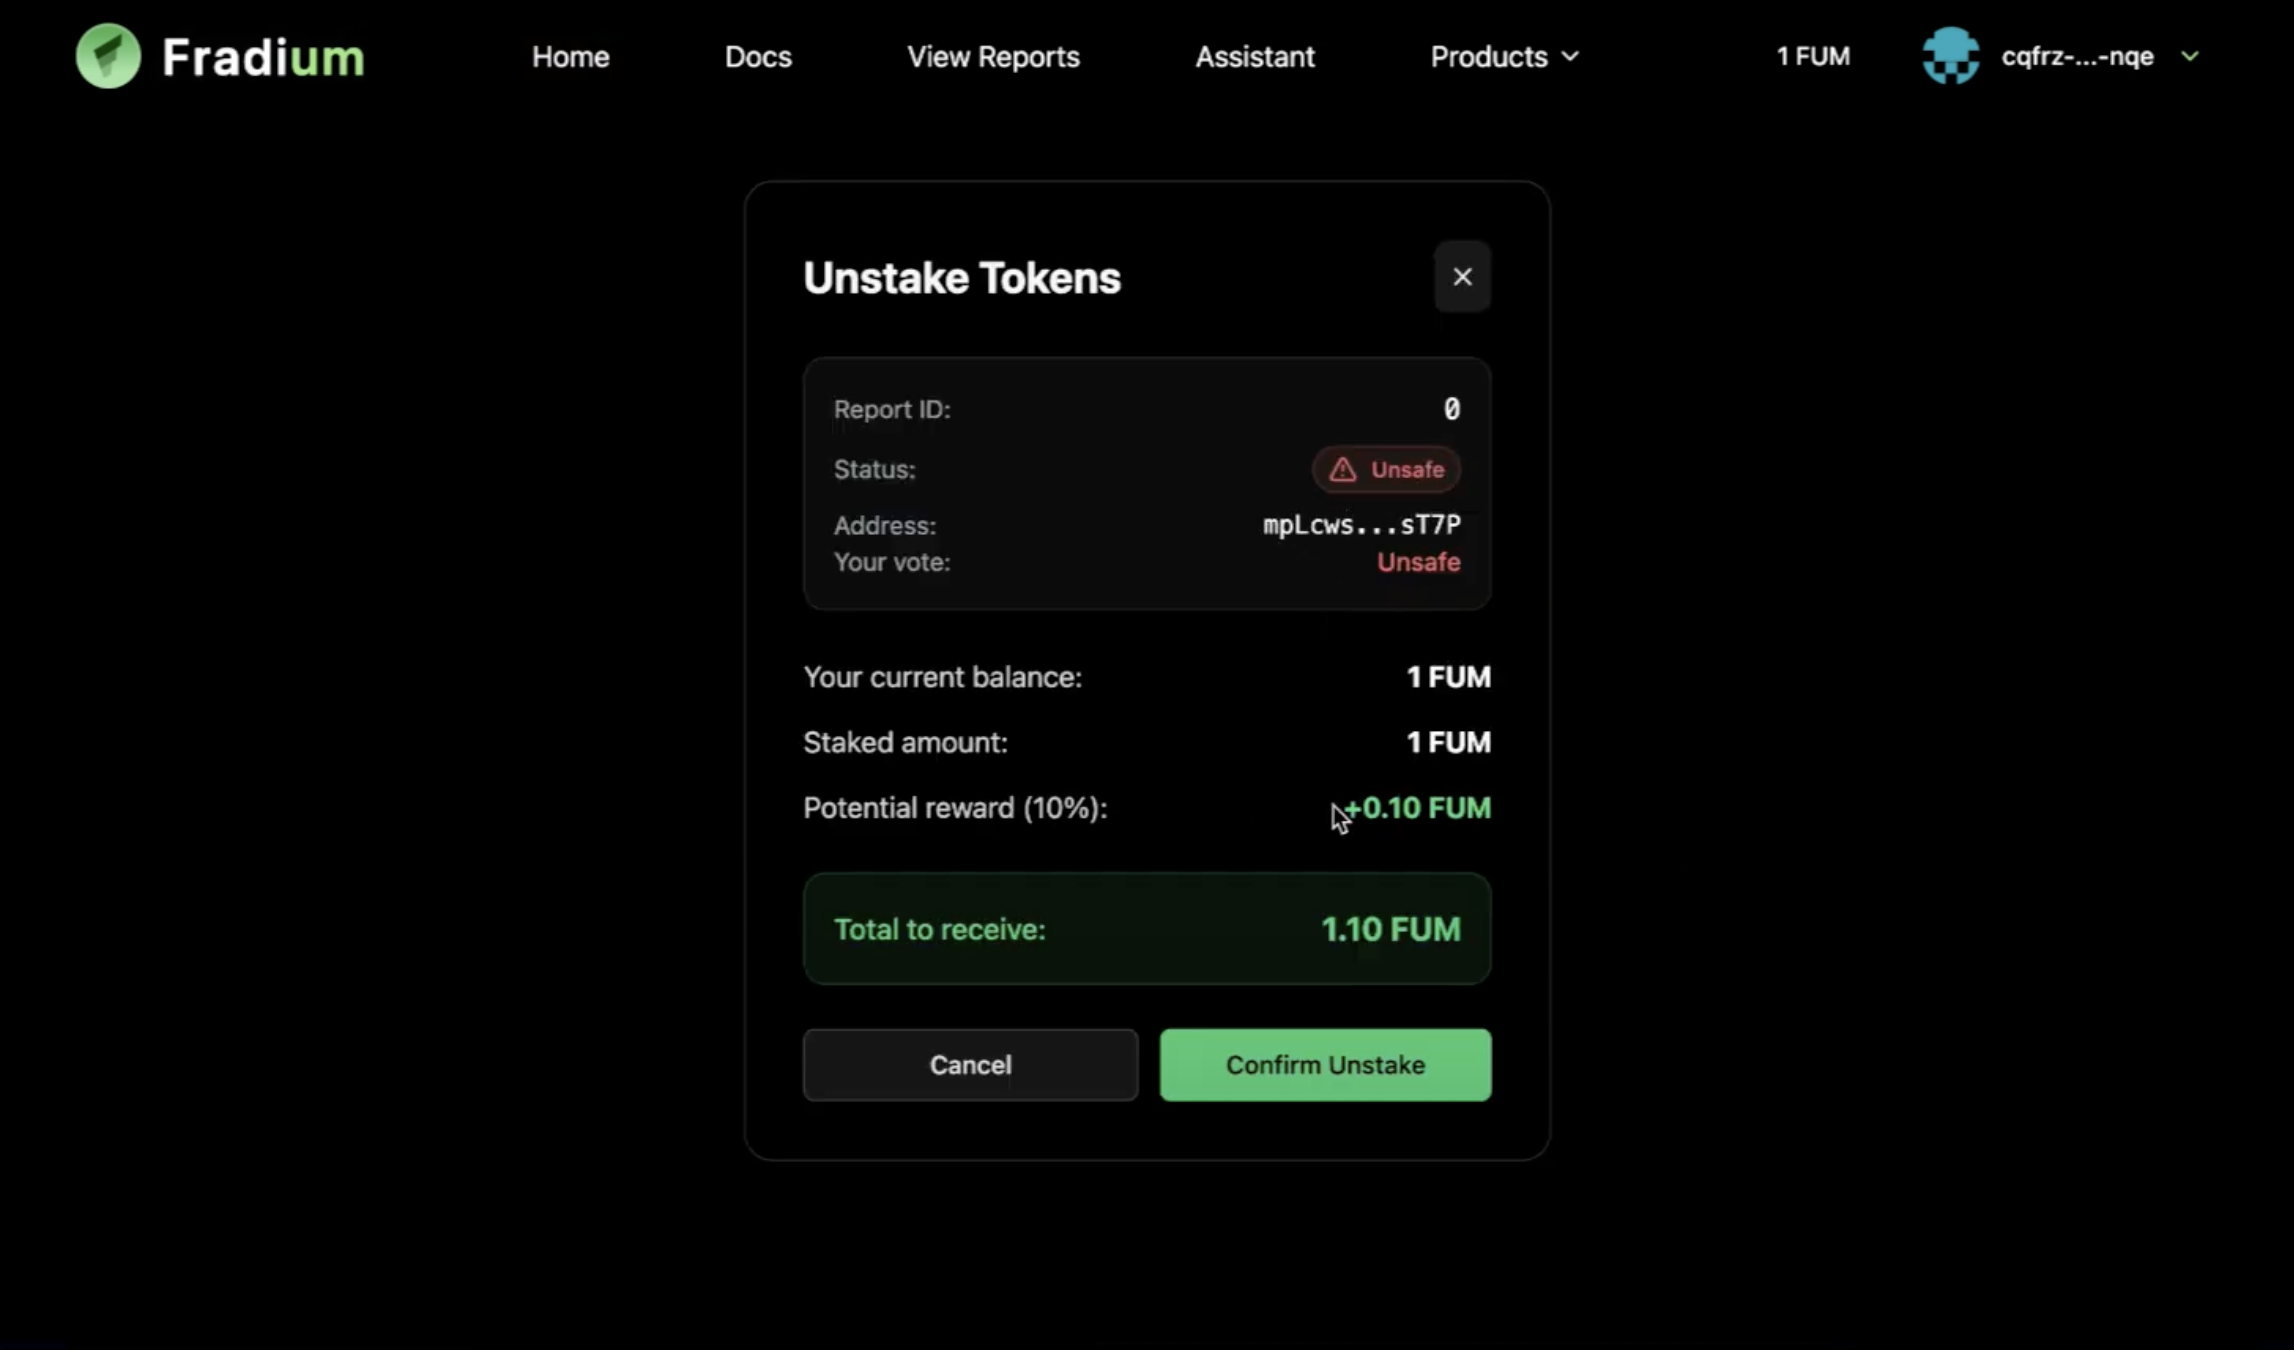 Fradium Home Docs View Reports Assistant Products 1 FUM cqfrz-...-nqe
Unstake Tokens
Report ID: 0
Status: Unsafe
Address: mpLcws...sT7P
Your vote: Unsafe
Your current balance: 1 FUM
Staked amount: 1 FUM
Potential reward (10%): +0.10 FUM
Total to receive: 1.10 FUM
Cancel Confirm Unstake